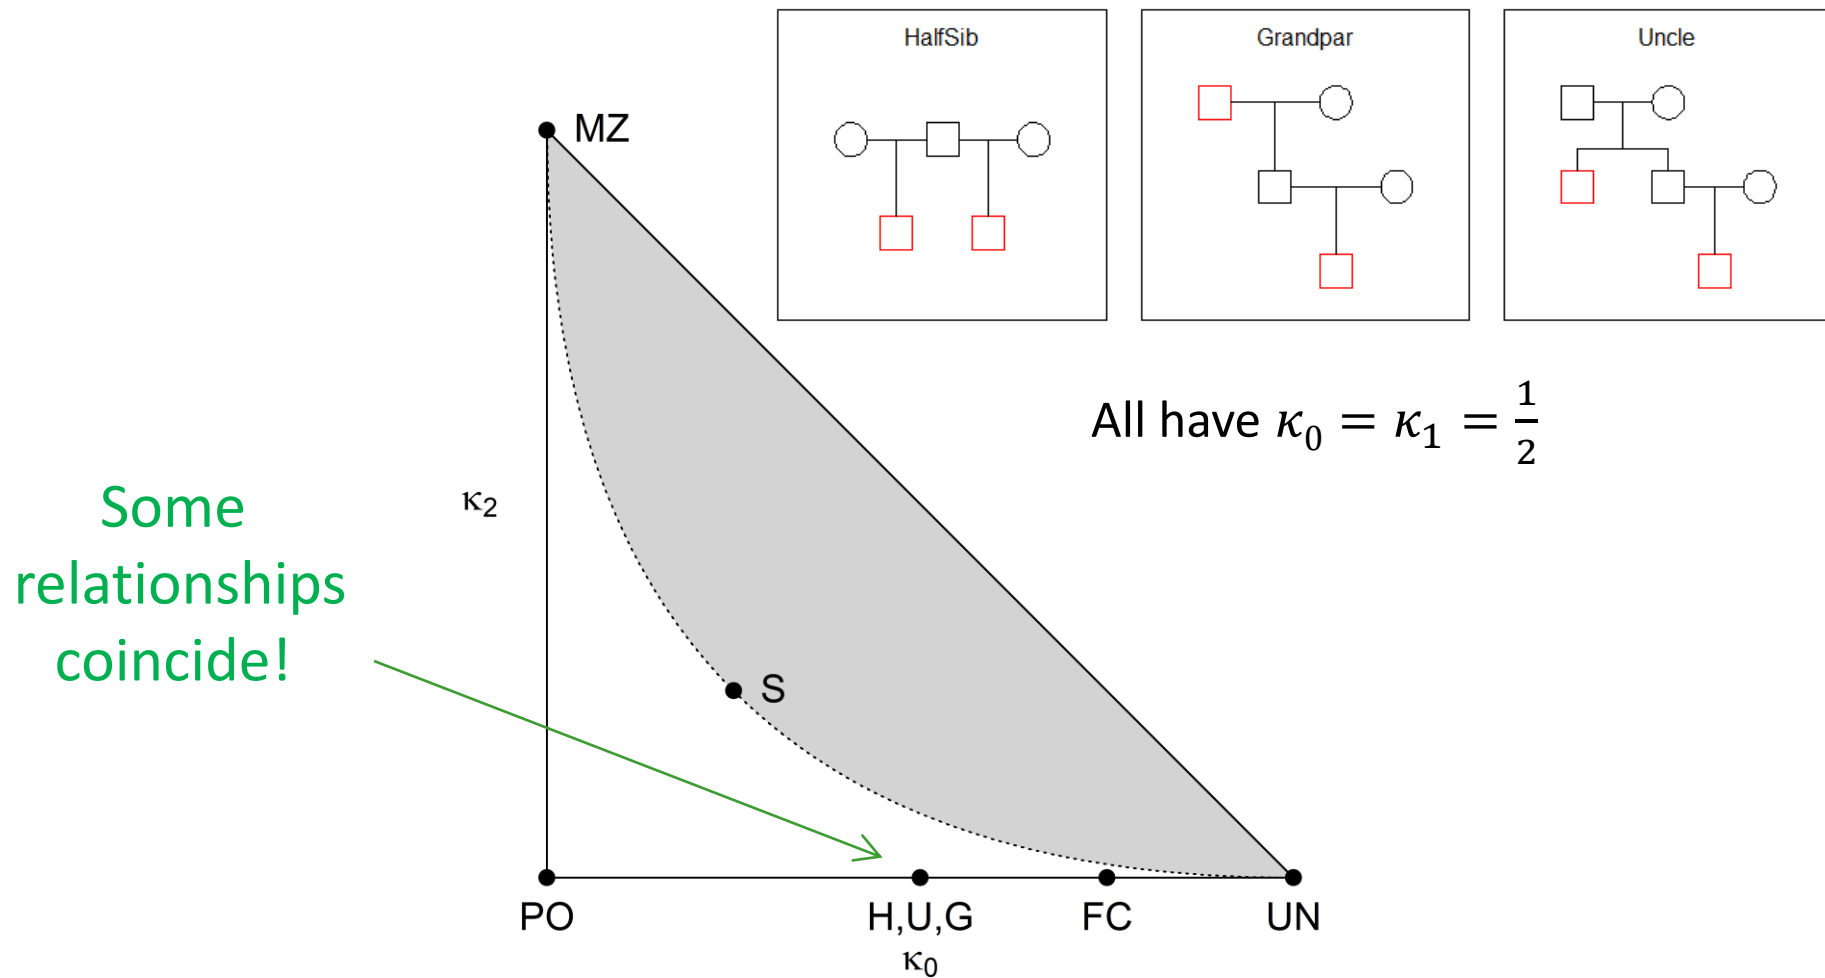 HalfSib
Grandpar
Uncle
MZ
All have κ₀ = κ₁ = 1/2
κ₂
Some
relationships
coincide!
S
PO
H,U,G
FC
UN
κ₀